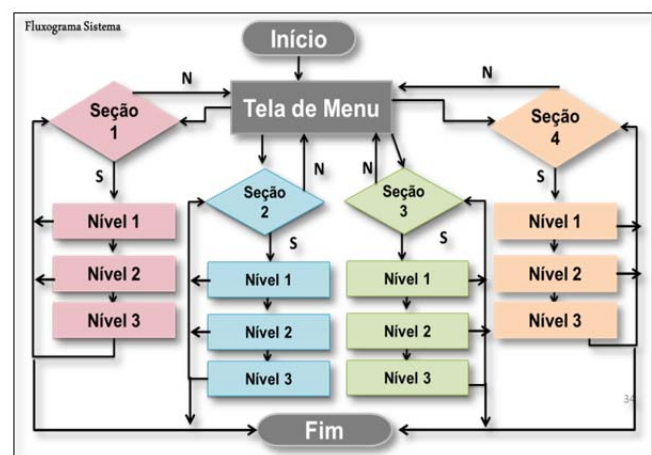 Fluxograma Sistema
Início
N
N
Tela de Menu
Seção
1
Seção
4
N
N
S
S
Seção
2
Seção
3
Nível 1
Nível 1
S
S
Nível 2
Nível 1
Nível 1
Nível 2
Nível 3
Nível 2
Nível 2
Nível 3
Nível 3
Nível 3
34
Fim